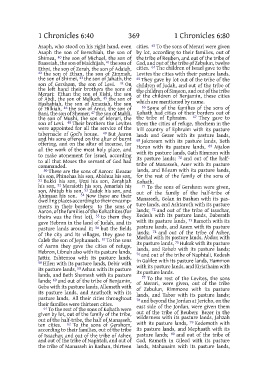 1 Chronicles 6:40 369 1 Chronicles 6:80
Asaph, who stood on his right hand, even
Asaph the son of Berechiah, the son of
Shimea, 40 the son of Michael, the son of
Baaseiah, the son of Malchijah, 41 the son of
Ethni, the son of Zerah, the son of Adaiah,
42 the son of Ethan, the son of Zimmah,
the son of Shimei, 43 the son of Jahath, the
son of Gershom, the son of Levi. 44 On
the left hand their brothers the sons of
Merari: Ethan the son of Kishi, the son
of Abdi, the son of Malluch, 45 the son of
Hashabiah, the son of Amaziah, the son
of Hilkiah, 46 the son of Amzi, the son of
Bani, the son of Shemer, 47 the son of Mahli,
the son of Mushi, the son of Merari, the
son of Levi. 48 Their brothers the Levites
were appointed for all the service of the
tabernacle of God's house. 49 But Aaron
and his sons offered on the altar of burnt
offering, and on the altar of incense, for
all the work of the most holy place, and
to make atonement for Israel, according
to all that Moses the servant of God had
commanded.
50 These are the sons of Aaron: Eleazar
his son, Phinehas his son, Abishua his son,
51 Bukki his son, Uzzi his son, Zerahiah
his son, 52 Meraioth his son, Amariah his
son, Ahitub his son, 53 Zadok his son, and
Ahimaaz his son. 54 Now these are their
dwelling places according to their encamp-
ments in their borders: to the sons of
Aaron, of the families of the Kohathites (for
theirs was the first lot), 55 to them they
gave Hebron in the land of Judah, and its
pasture lands around it; 56 but the fields
of the city and its villages, they gave to
Caleb the son of Jephunneh. 57 To the sons
of Aaron they gave the cities of refuge,
Hebron, Libnah also with its pasture lands,
Jattir, Eshtemoa with its pasture lands,
58 Hilen with its pasture lands, Debir with
its pasture lands, 59 Ashan with its pasture
lands, and Beth Shemesh with its pasture
lands; 60 and out of the tribe of Benjamin,
Geba with its pasture lands, Allemeth with
its pasture lands, and Anathoth with its
pasture lands. All their cities throughout
their families were thirteen cities.
61 To the rest of the sons of Kohath were
given by lot, out of the family of the tribe,
out of the half-tribe, the half of Manasseh,
ten cities. 62 To the sons of Gershom,
according to their families, out of the tribe
of Issachar, and out of the tribe of Asher,
and out of the tribe of Naphtali, and out of
the tribe of Manasseh in Bashan, thirteen
cities. 63 To the sons of Merari were given
by lot, according to their families, out of
the tribe of Reuben, and out of the tribe of
Gad, and out of the tribe of Zebulun, twelve
cities. 64 The children of Israel gave to the
Levites the cities with their pasture lands.
65 They gave by lot out of the tribe of the
children of Judah, and out of the tribe of
the children of Simeon, and out of the tribe
of the children of Benjamin, these cities
which are mentioned by name.
66 Some of the families of the sons of
Kohath had cities of their borders out of
the tribe of Ephraim. 67 They gave to
them the cities of refuge, Shechem in the
hill country of Ephraim with its pasture
lands and Gezer with its pasture lands,
68 Jokmeam with its pasture lands, Beth
Horon with its pasture lands, 69 Aijalon
with its pasture lands, Gath Rimmon with
its pasture lands; 70 and out of the half-
tribe of Manasseh, Aner with its pasture
lands, and Bileam with its pasture lands,
for the rest of the family of the sons of
Kohath.
71 To the sons of Gershom were given,
out of the family of the half-tribe of
Manasseh, Golan in Bashan with its pas-
ture lands, and Ashtaroth with its pasture
lands; 72 and out of the tribe of Issachar,
Kedesh with its pasture lands, Daberath
with its pasture lands, 73 Ramoth with its
pasture lands, and Anem with its pasture
lands; 74 and out of the tribe of Asher,
Mashal with its pasture lands, Abdon with
its pasture lands, 75 Hukok with its pasture
lands, and Rehob with its pasture lands;
76 and out of the tribe of Naphtali, Kedesh
in Galilee with its pasture lands, Hammon
with its pasture lands, and Kiriathaim with
its pasture lands.
77 To the rest of the Levites, the sons
of Merari, were given, out of the tribe
of Zebulun, Rimmono with its pasture
lands, and Tabor with its pasture lands;
78 and beyond the Jordan at Jericho, on the
east side of the Jordan, were given them
out of the tribe of Reuben: Bezer in the
wilderness with its pasture lands, Jahzah
with its pasture lands, 79 Kedemoth with
its pasture lands, and Mephaath with its
pasture lands; 80 and out of the tribe of
Gad, Ramoth in Gilead with its pasture
lands, Mahanaim with its pasture lands,